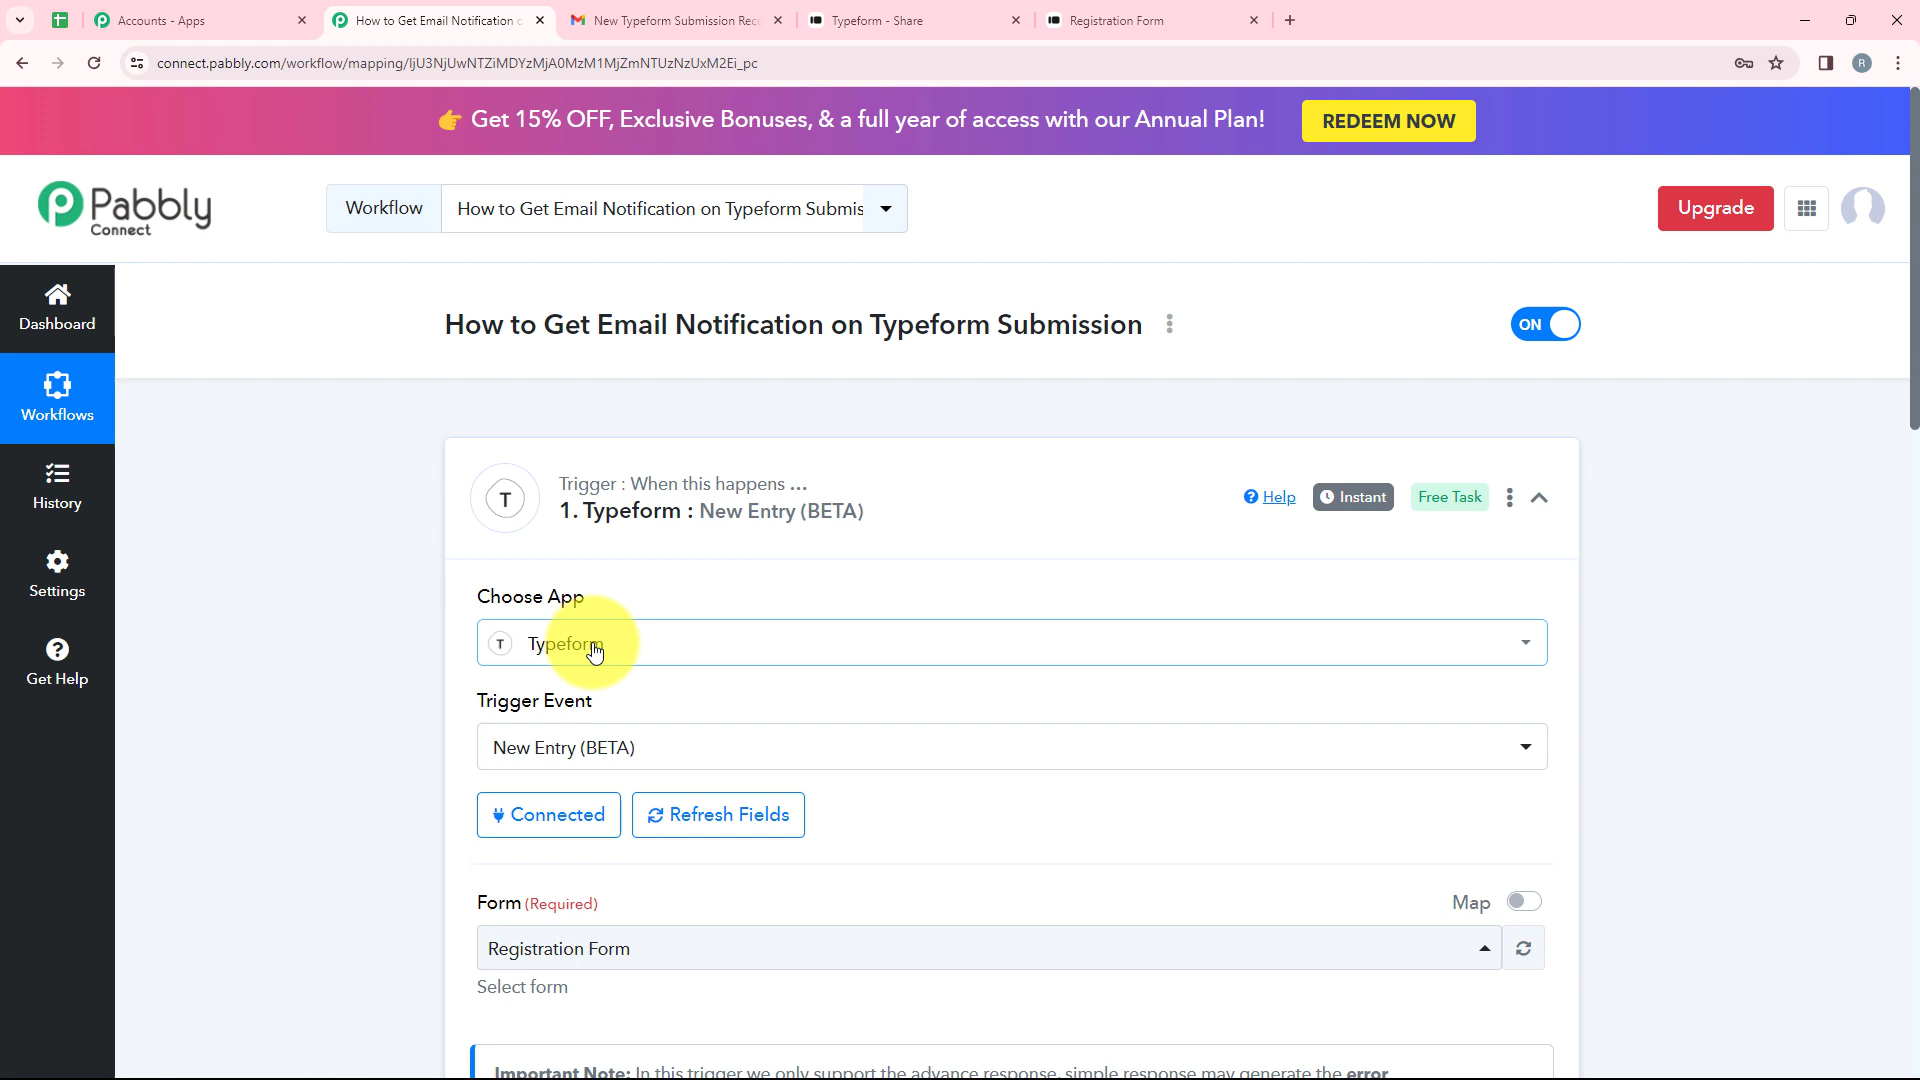 Accounts - Apps
How to Get Email Notification o
New Typeform Submission Rec
Typeform - Share
Registration Form
connect.pabbly.com/workflow/mapping/IjU3NjUwNTZiMDYzMjA0MzM1MjZmNTUzNzUxM2Ei_pc
R
👉 Get 15% OFF, Exclusive Bonuses, & a full year of access with our Annual Plan!
REDEEM NOW
Pabbly
Connect
Workflow
How to Get Email Notification on Typeform Submis
Upgrade
Dashboard
Workflows
History
Settings
Get Help
How to Get Email Notification on Typeform Submission
ON
T
Trigger : When this happens ...
1. Typeform : New Entry (BETA)
Help
Instant
Free Task
Choose App
T
Typeform
Trigger Event
New Entry (BETA)
Connected
Refresh Fields
Form (Required)
Map
Registration Form
Select form
Important Note: In this trigger we only support the advance response, simple response may generate the error